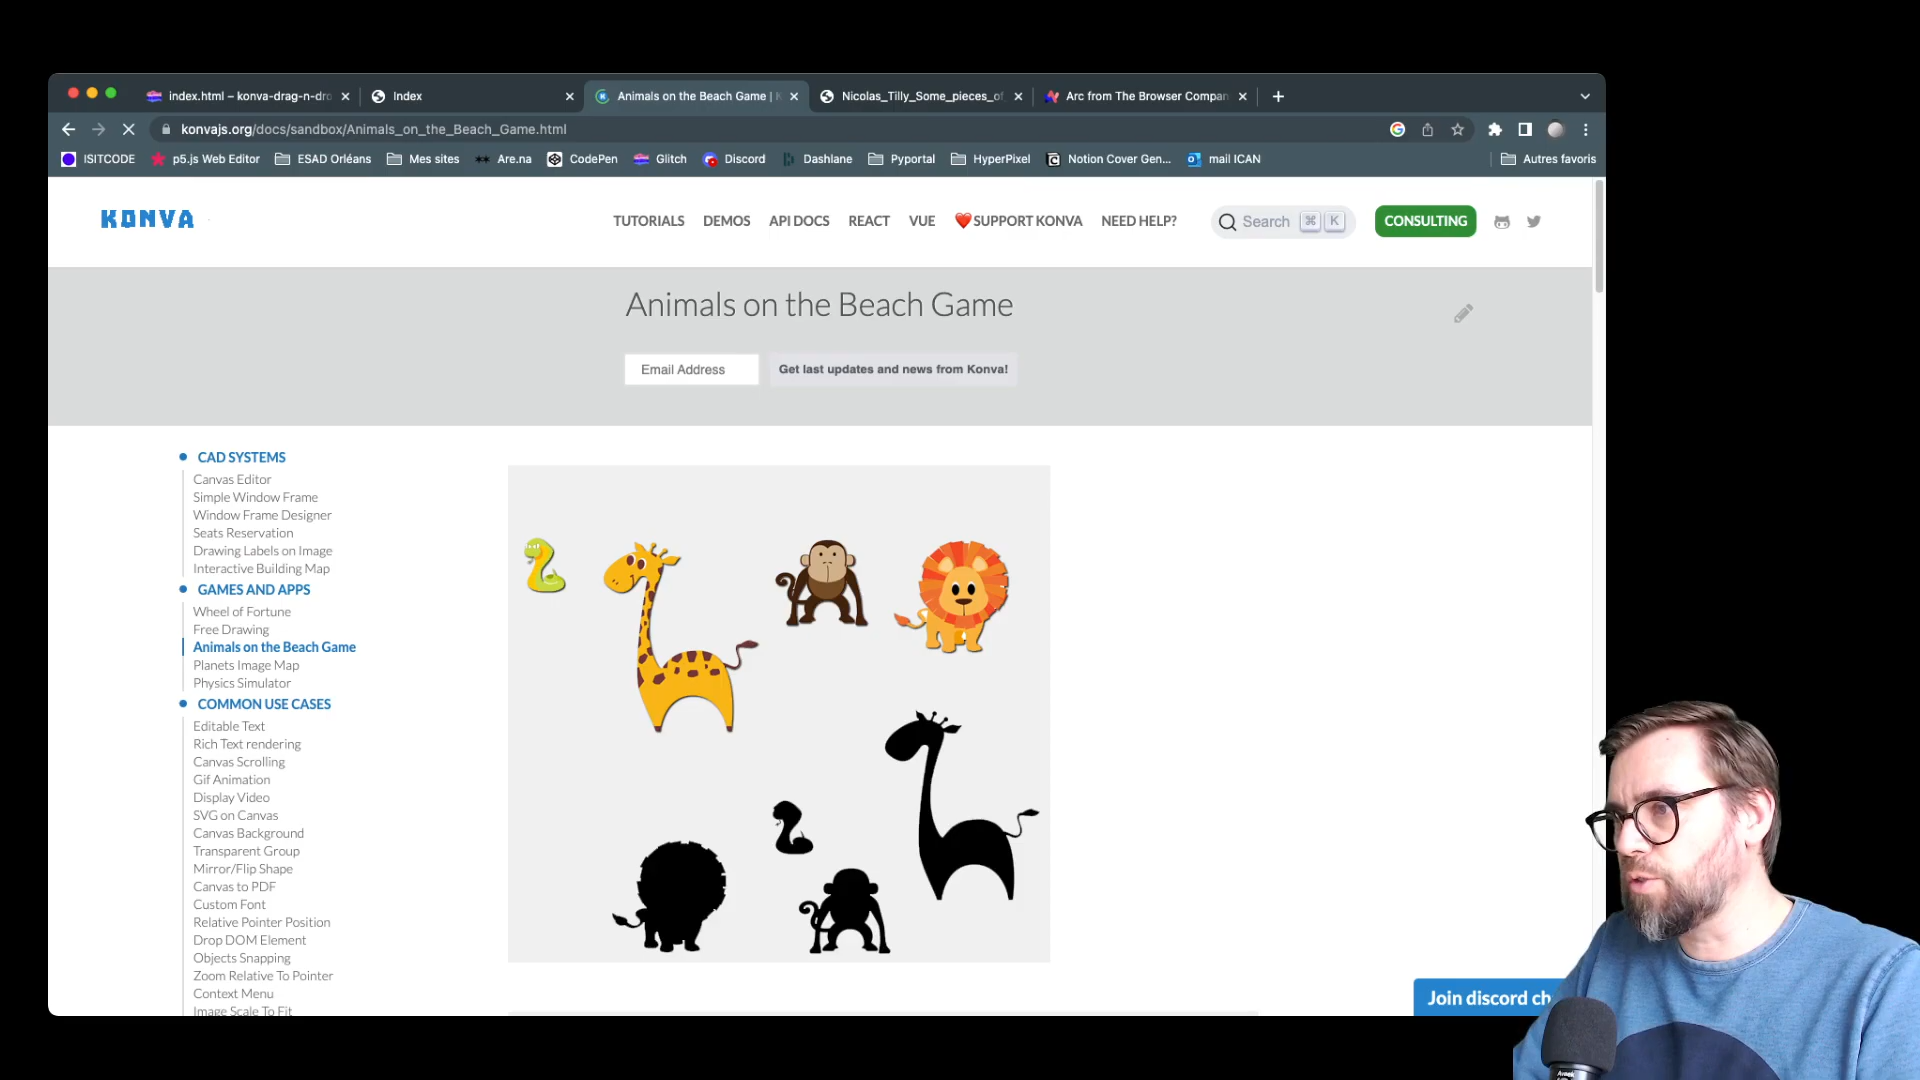 index.html – konva-drag-n-dro
Index
Animals on the Beach Game |
Nicolas_Tilly_Some_pieces_of
Arc from The Browser Compan
konvajs.org/docs/sandbox/Animals_on_the_Beach_Game.html
ISITCODE
p5.js Web Editor
ESAD Orléans
Mes sites
Are.na
CodePen
Glitch
Discord
Dashlane
Pyportal
HyperPixel
Notion Cover Gen...
mail ICAN
Autres favoris
KONVA
TUTORIALS
DEMOS
API DOCS
REACT
VUE
❤️SUPPORT KONVA
NEED HELP?
Search ⌘ K
CONSULTING
Animals on the Beach Game
Email Address
Get last updates and news from Konva!
CAD SYSTEMS
Canvas Editor
Simple Window Frame
Window Frame Designer
Seats Reservation
Drawing Labels on Image
Interactive Building Map
GAMES AND APPS
Wheel of Fortune
Free Drawing
Animals on the Beach Game
Planets Image Map
Physics Simulator
COMMON USE CASES
Editable Text
Rich Text rendering
Canvas Scrolling
Gif Animation
Display Video
SVG on Canvas
Canvas Background
Transparent Group
Mirror/Flip Shape
Canvas to PDF
Custom Font
Relative Pointer Position
Drop DOM Element
Objects Snapping
Zoom Relative To Pointer
Context Menu
Image Scale To Fit
Join discord ch